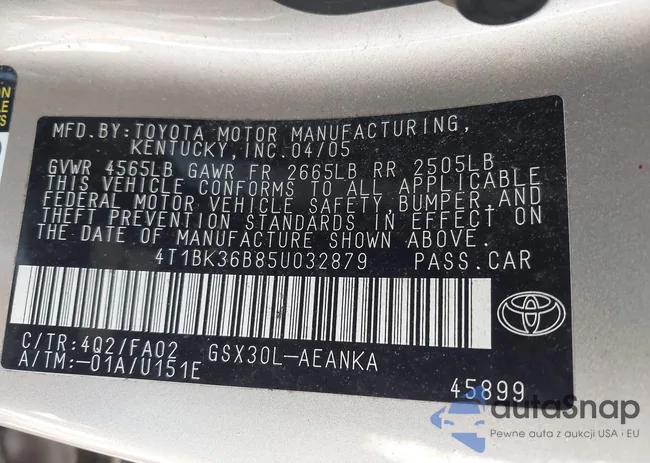 ON
LE
TS
MFD.BY:TOYOTA MOTOR MANUFACTURING,
KENTUCKY,INC.04/05
GVWR 4565LB GAWR FR 2665LB RR 2505LB
THIS VEHICLE CONFORMS TO ALL APPLICABLE
FEDERAL MOTOR VEHICLE SAFETY,BUMPER,AND
THEFT PREVENTION STANDARDS IN EFFECT ON
THE DATE OF MANUFACTURE SHOWN ABOVE.
4T1BK36B85U032879 PASS.CAR
C/TR:4Q2/FA02 GSX30L-AEANKA
A/TM:-01A/U151E
45899
autoSnap
Pewne auta z aukcji USA i EU